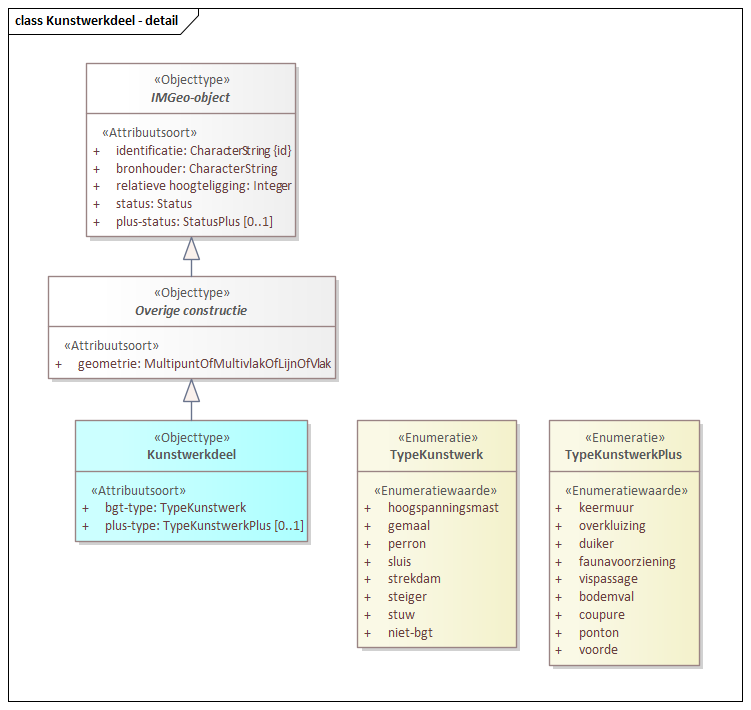 class Kunstwerkdeel - detail
«Objecttype»
IMGeo-object
«Attribuutsoort»
+ identificatie: CharacterString {id}
+ bronhouder: CharacterString
+ relatieve hoogteligging: Integer
+ status: Status
+ plus-status: StatusPlus [0..1]
«Objecttype»
Overige constructie
«Attribuutsoort»
+ geometrie: MultipuntOfMultivlakOfLijnOfVlak
«Objecttype»
Kunstwerkdeel
«Attribuutsoort»
+ bgt-type: TypeKunstwerk
+ plus-type: TypeKunstwerkPlus [0..1]
«Enumeratie»
TypeKunstwerk
«Enumeratiewaarde»
+ hoogspanningsmast
+ gemaal
+ perron
+ sluis
+ strekdam
+ steiger
+ stuw
+ niet-bgt
«Enumeratie»
TypeKunstwerkPlus
«Enumeratiewaarde»
+ keermuur
+ overkluizing
+ duiker
+ faunavoorziening
+ vispassage
+ bodemval
+ coupure
+ ponton
+ voorde